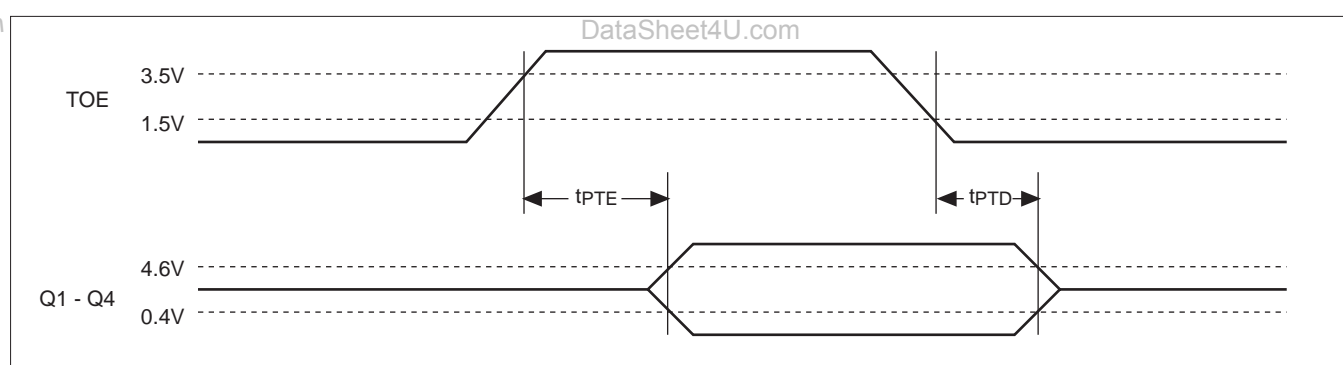 DataSheet4U.com
3.5V
TOE
1.5V
tPTE
tPTD
4.6V
Q1 - Q4
0.4V